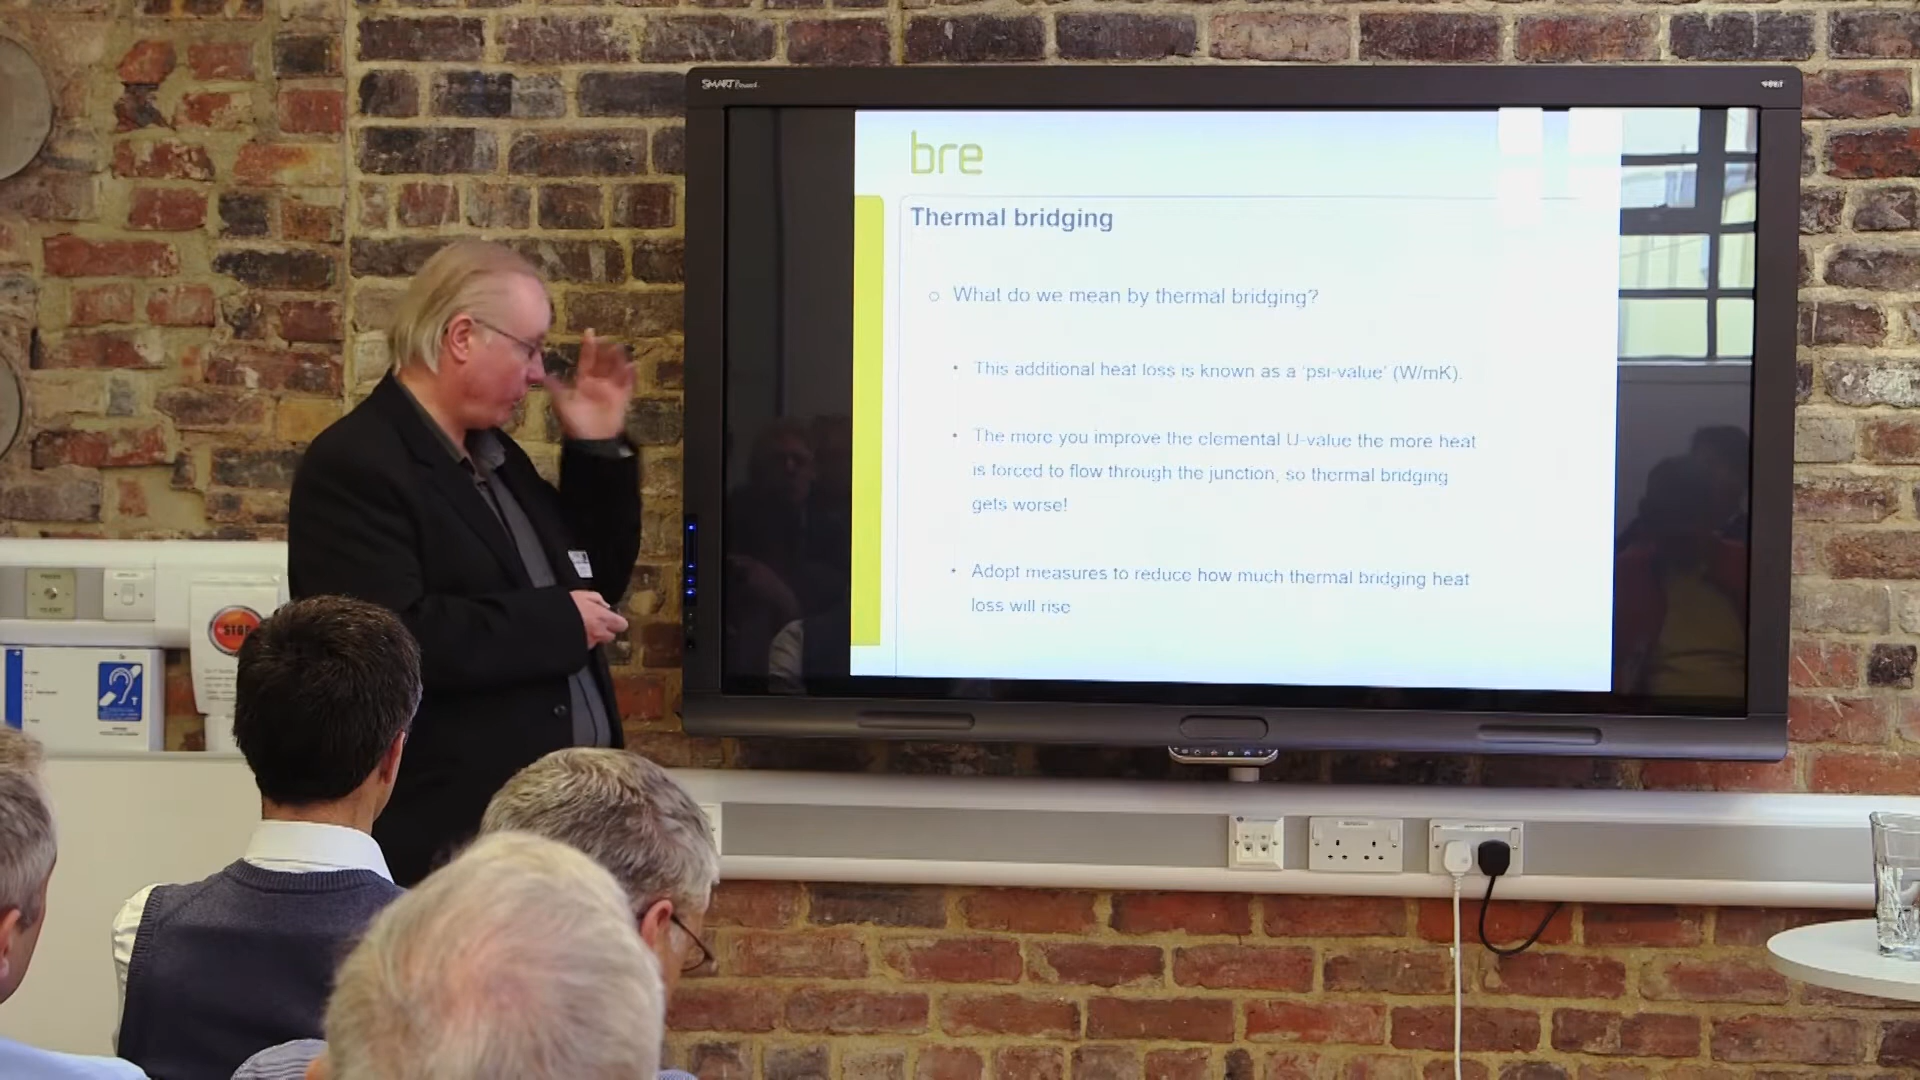 SMART Board
bre
Thermal bridging
What do we mean by thermal bridging?
This additional heat loss is known as a 'psi-value' (W/mK).
The more you improve the elemental U-value the more heat
is forced to flow through the junction, so thermal bridging
gets worse!
Adopt measures to reduce how much thermal bridging heat
loss will rise
STOP
T